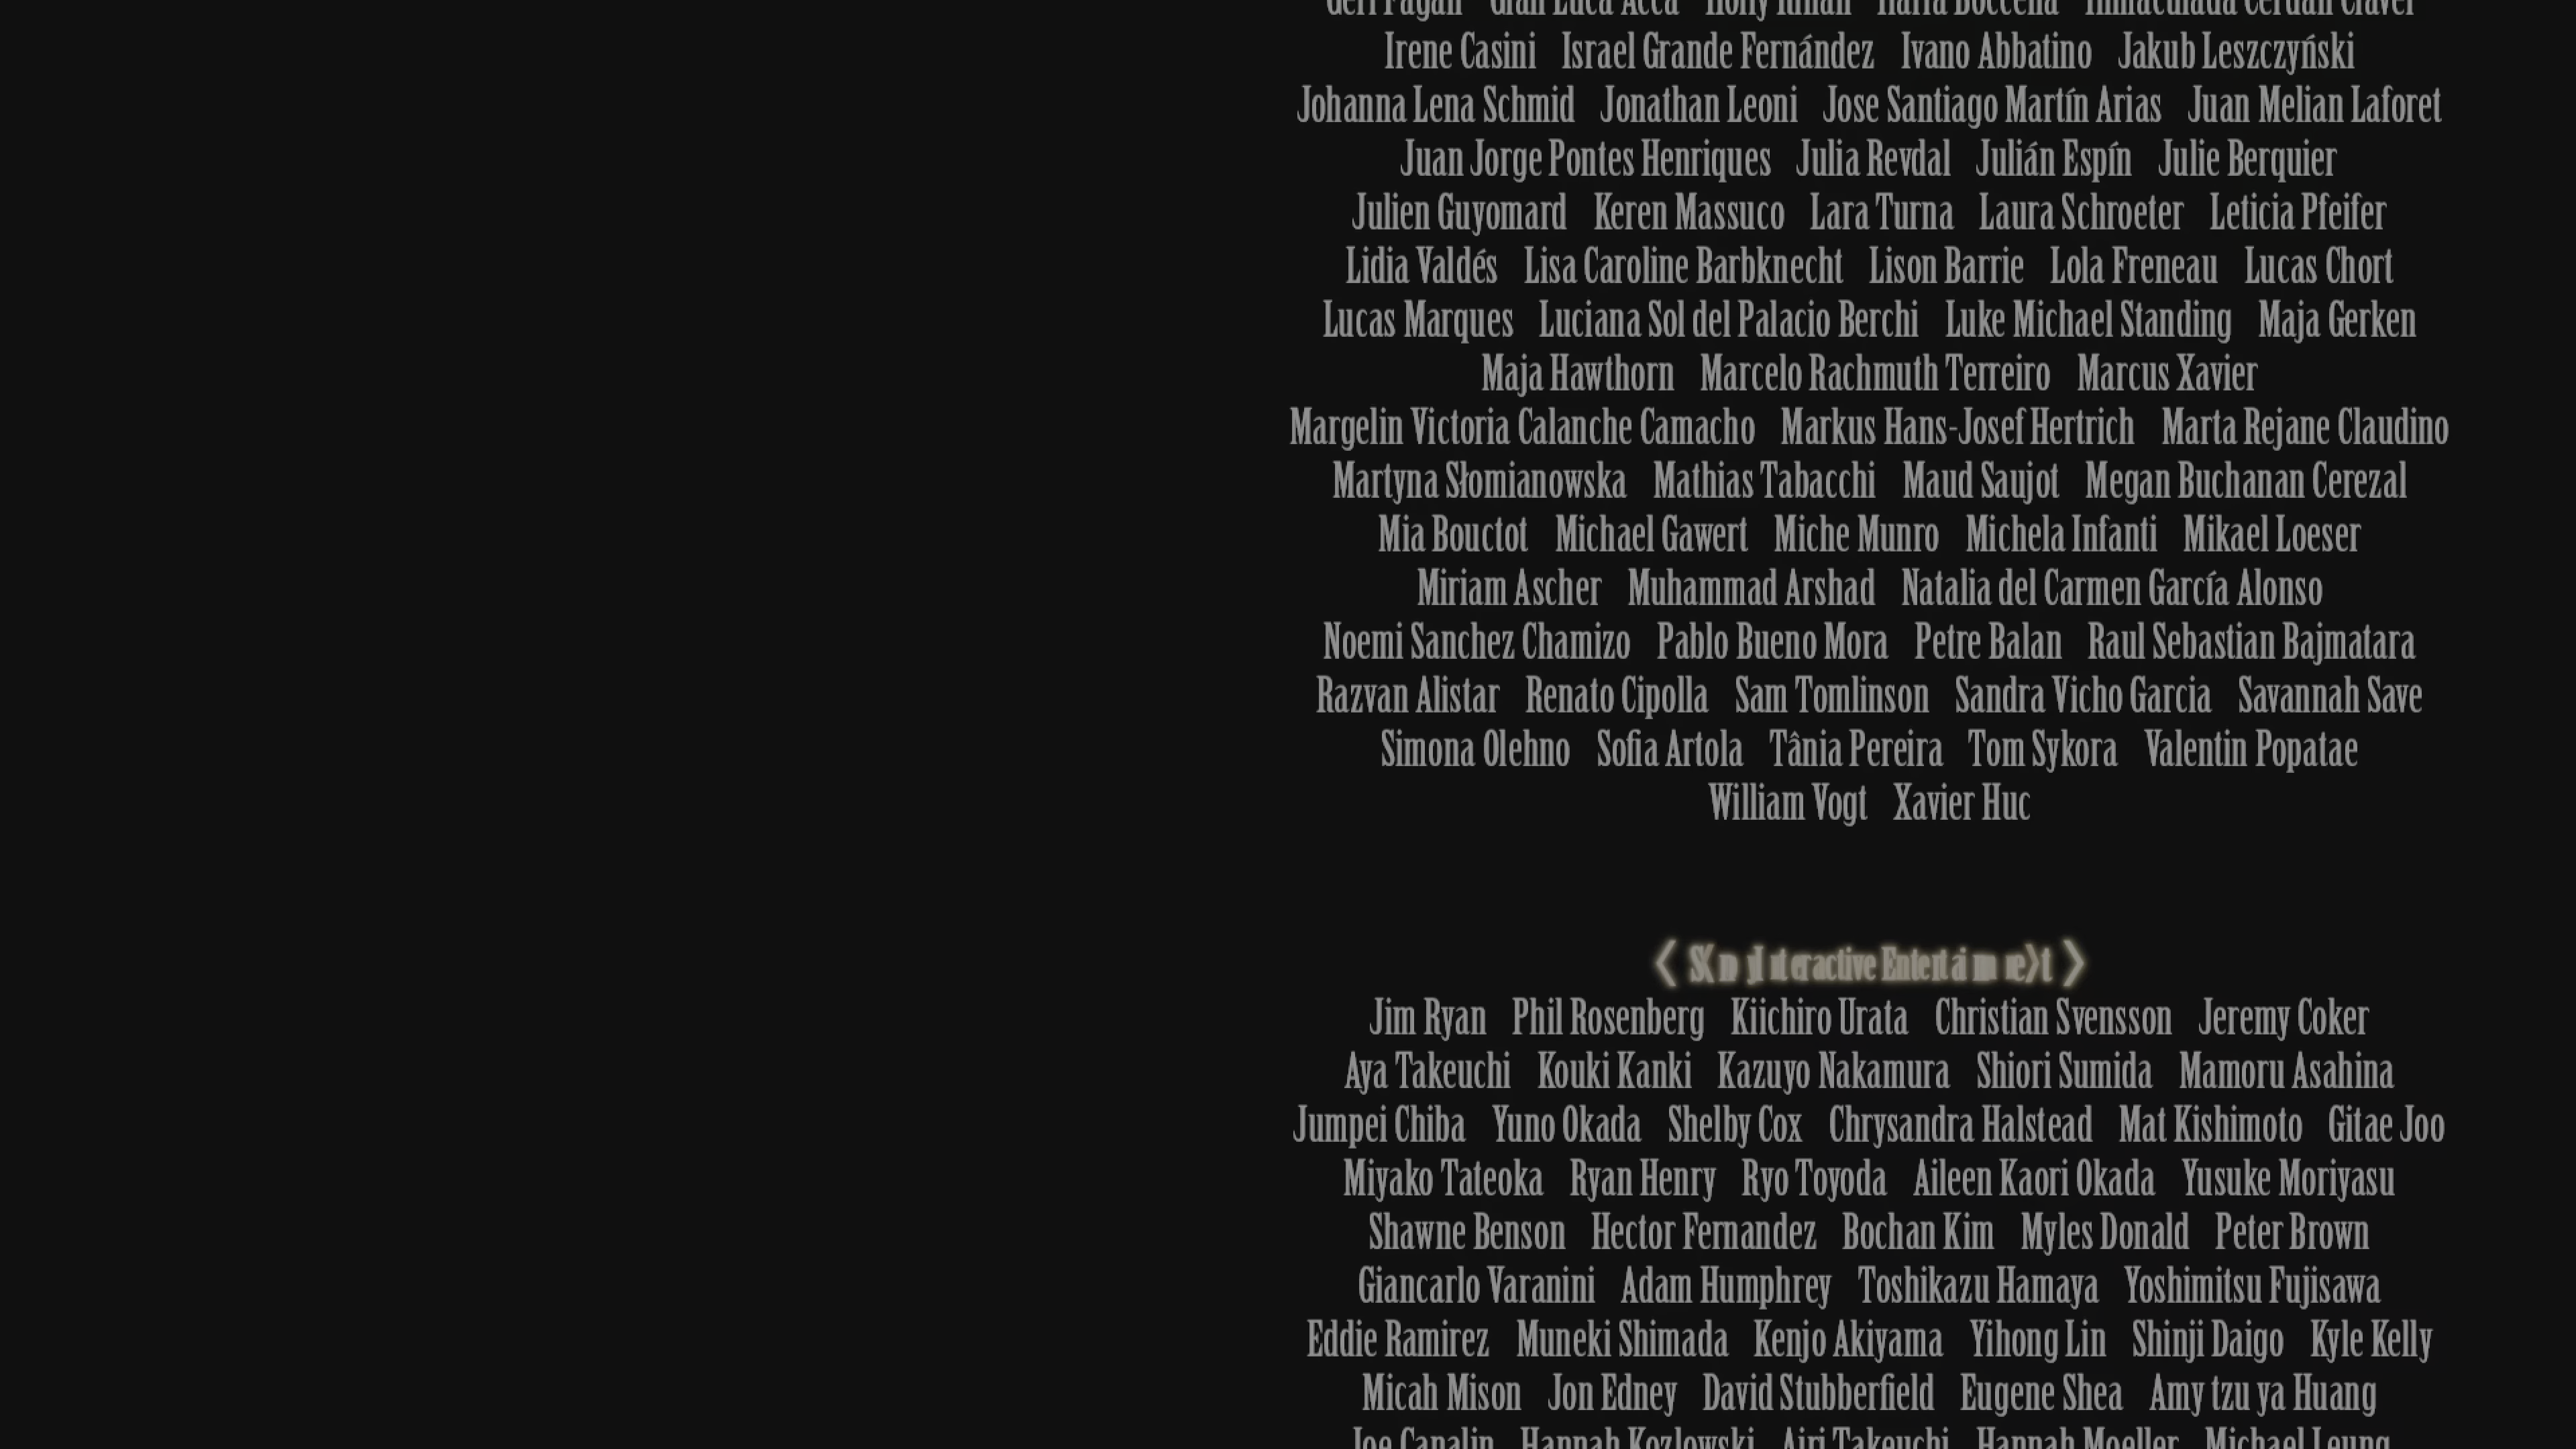 Irene Casini Israel Grande Fernández Ivano Abbatino Jakub Leszczyński
Johanna Lena Schmid Jonathan Leoni Jose Santiago Martín Arias Juan Melian Laforet
Juan Jorge Pontes Henriques Julia Revdal Julián Espín Julie Berquier
Julien Guyomard Keren Massuco Lara Turna Laura Schroeter Leticia Pfeifer
Lidia Valdés Lisa Caroline Barbknecht Lison Barrie Lola Freneau Lucas Chort
Lucas Marques Luciana Sol del Palacio Berchi Luke Michael Standing Maja Gerken
Maja Hawthorn Marcelo Rachmuth Terreiro Marcus Xavier
Margelin Victoria Calanche Camacho Markus Hans-Josef Hertrich Marta Rejane Claudino
Martyna Słomianowska Mathias Tabacchi Maud Saujot Megan Buchanan Cerezal
Mia Bouctot Michael Gawert Miche Munro Michela Infanti Mikael Loeser
Miriam Ascher Muhammad Arshad Natalia del Carmen García Alonso
Noemi Sanchez Chamizo Pablo Bueno Mora Petre Balan Raul Sebastian Bajmatara
Razvan Alistar Renato Cipolla Sam Tomlinson Sandra Vicho Garcia Savannah Save
Simona Olehno Sofia Artola Tânia Pereira Tom Sykora Valentin Popatae
William Vogt Xavier Huc
Interactive Entertainment
Jim Ryan Phil Rosenberg Kiichiro Urata Christian Svensson Jeremy Coker
Aya Takeuchi Kouki Kanki Kazuyo Nakamura Shiori Sumida Mamoru Asahina
Jumpei Chiba Yuno Okada Shelby Cox Chrysandra Halstead Mat Kishimoto Gitae Joo
Miyako Tateoka Ryan Henry Ryo Toyoda Aileen Kaori Okada Yusuke Moriyasu
Shawne Benson Hector Fernandez Bochan Kim Myles Donald Peter Brown
Giancarlo Varanini Adam Humphrey Toshikazu Hamaya Yoshimitsu Fujisawa
Eddie Ramirez Muneki Shimada Kenjo Akiyama Yihong Lin Shinji Daigo Kyle Kelly
Micah Mison Jon Edney David Stubberfield Eugene Shea Amy tzu ya Huang